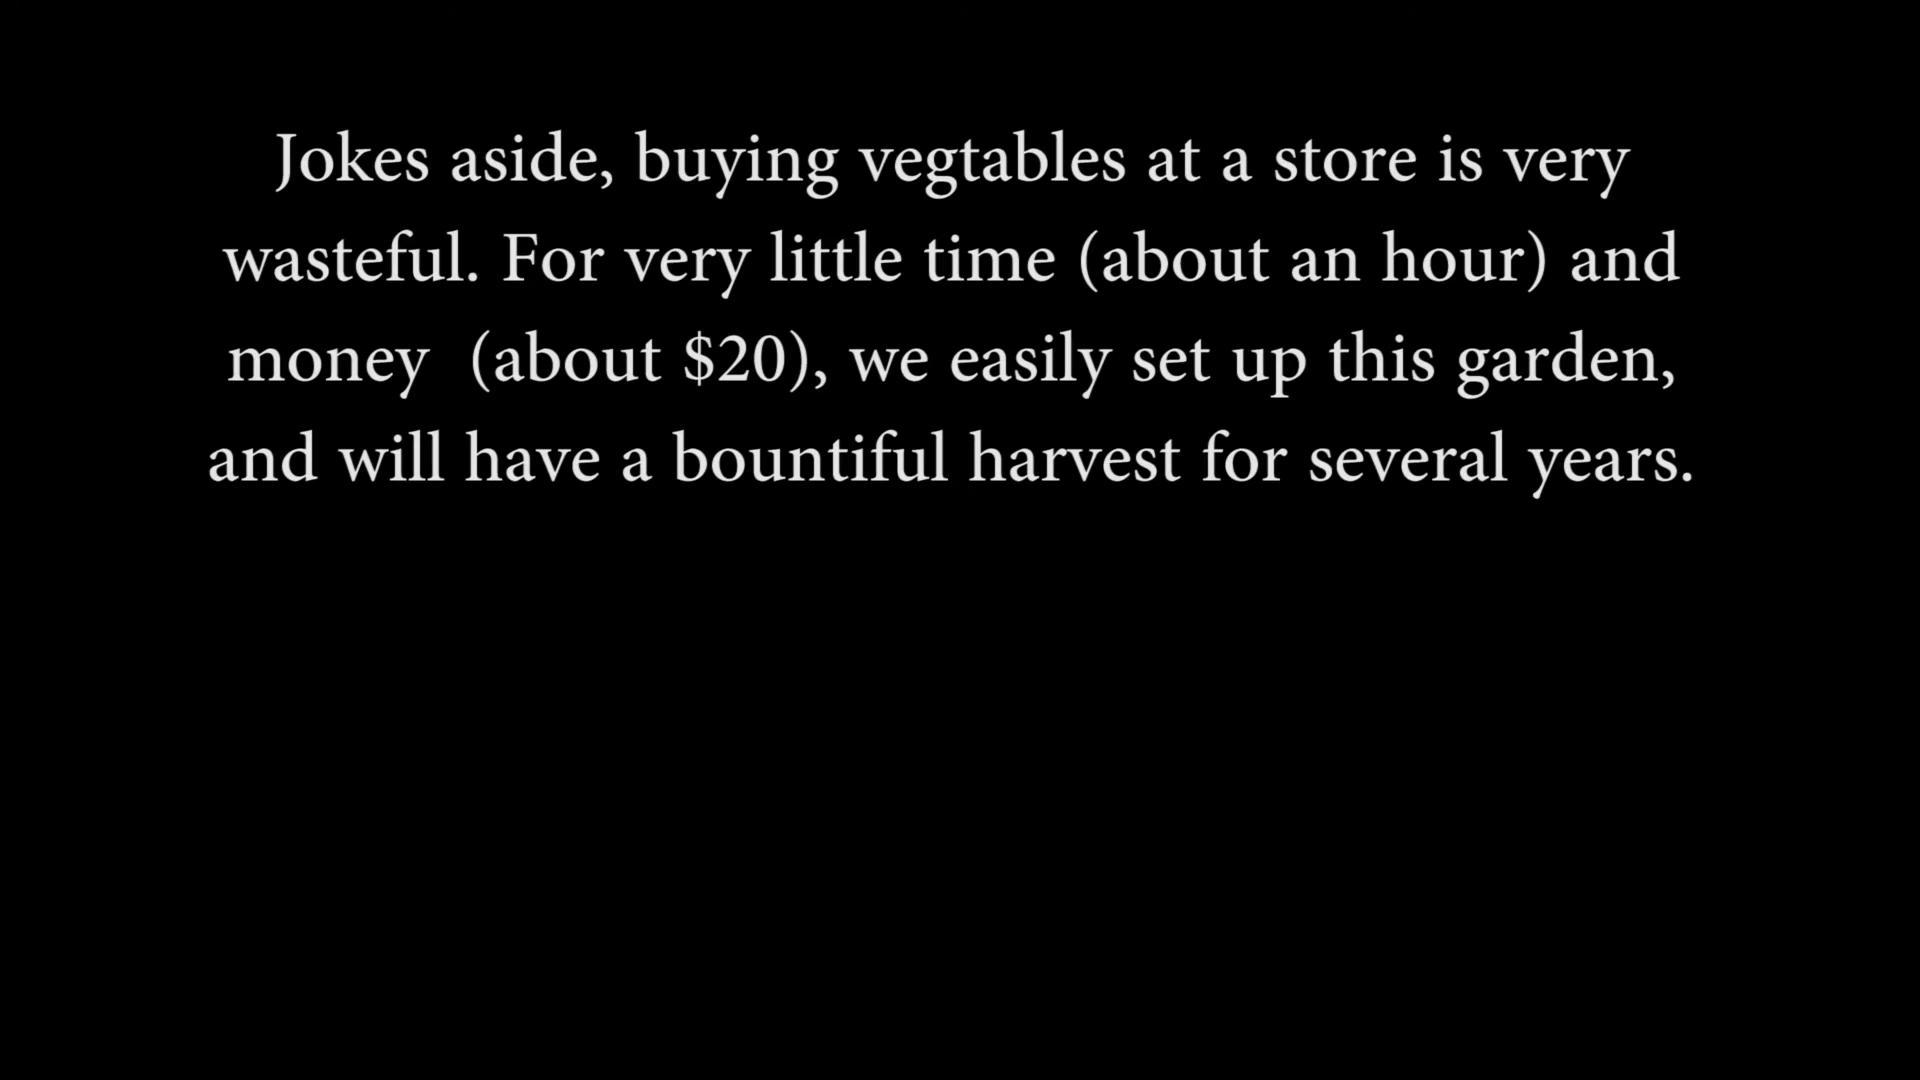 Jokes aside, buying vegtables at a store is very
wasteful. For very little time (about an hour) and
money  (about $20), we easily set up this garden,
and will have a bountiful harvest for several years.